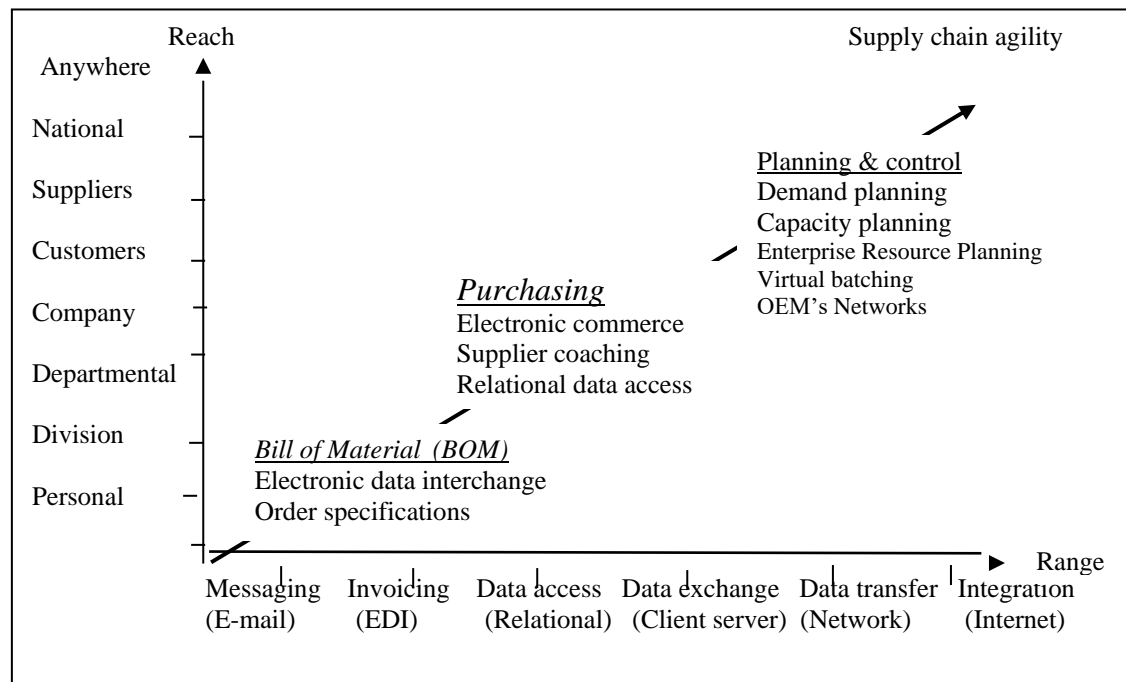 Reach
Supply chain agility
Anywhere
National
Suppliers
Customers
Company
Departmental
Division
Personal
Planning & control
Demand planning
Capacity planning
Enterprise Resource Planning
Virtual batching
OEM's Networks
Purchasing
Electronic commerce
Supplier coaching
Relational data access
Bill of Material (BOM)
Electronic data interchange
Order specifications
Range
Messaging Invoicing Data access Data exchange Data transfer Integration
(E-mail) (EDI) (Relational) (Client server) (Network) (Internet)